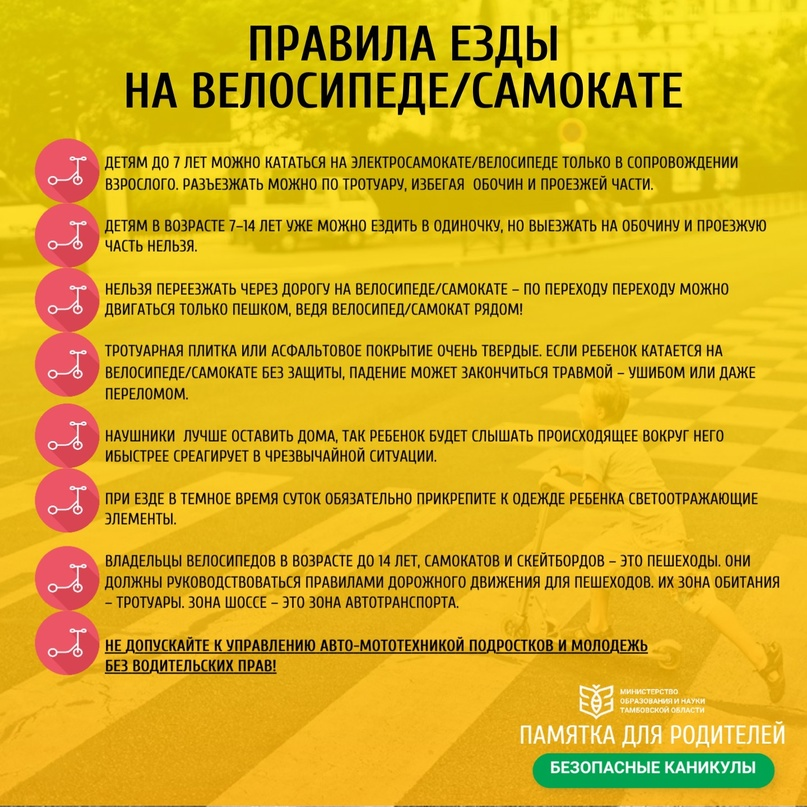 ПРАВИЛА ЕЗДЫ
НА ВЕЛОСИПЕДЕ/САМОКАТЕ
ДЕТЯМ ДО 7 ЛЕТ МОЖНО КАТАТЬСЯ НА ЭЛЕКТРОСАМОКАТЕ/ВЕЛОСИПЕДЕ ТОЛЬКО В СОПРОВОЖДЕНИИ
ВЗРОСЛОГО. РАЗЪЕЗЖАТЬ МОЖНО ПО ТРОТУАРУ, ИЗБЕГАЯ ОБОЧИН И ПРОЕЗЖЕЙ ЧАСТИ.
ДЕТЯМ В ВОЗРАСТЕ 7–14 ЛЕТ УЖЕ МОЖНО ЕЗДИТЬ В ОДИНОЧКУ, НО ВЫЕЗЖАТЬ НА ОБОЧИНУ И ПРОЕЗЖУЮ
ЧАСТЬ НЕЛЬЗЯ.
НЕЛЬЗЯ ПЕРЕЕЗЖАТЬ ЧЕРЕЗ ДОРОГУ НА ВЕЛОСИПЕДЕ/САМОКАТЕ – ПО ПЕРЕХОДУ ПЕРЕХОДУ МОЖНО
ДВИГАТЬСЯ ТОЛЬКО ПЕШКОМ, ВЕДЯ ВЕЛОСИПЕД/САМОКАТ РЯДОМ!
ТРОТУАРНАЯ ПЛИТКА ИЛИ АСФАЛЬТОВОЕ ПОКРЫТИЕ ОЧЕНЬ ТВЕРДЫЕ. ЕСЛИ РЕБЕНОК КАТАЕТСЯ НА
ВЕЛОСИПЕДЕ/САМОКАТЕ БЕЗ ЗАЩИТЫ, ПАДЕНИЕ МОЖЕТ ЗАКОНЧИТЬСЯ ТРАВМОЙ – УШИБОМ ИЛИ ДАЖЕ
ПЕРЕЛОМОМ.
НАУШНИКИ ЛУЧШЕ ОСТАВИТЬ ДОМА, ТАК РЕБЕНОК БУДЕТ СЛЫШАТЬ ПРОИСХОДЯЩЕЕ ВОКРУГ НЕГО
ИБЫСТРЕЕ СРЕАГИРУЕТ В ЧРЕЗВЫЧАЙНОЙ СИТУАЦИИ.
ПРИ ЕЗДЕ В ТЕМНОЕ ВРЕМЯ СУТОК ОБЯЗАТЕЛЬНО ПРИКРЕПИТЕ К ОДЕЖДЕ РЕБЕНКА СВЕТООТРАЖАЮЩИЕ
ЭЛЕМЕНТЫ.
ВЛАДЕЛЬЦЫ ВЕЛОСИПЕДОВ В ВОЗРАСТЕ ДО 14 ЛЕТ, САМОКАТОВ И СКЕЙТБОРДОВ – ЭТО ПЕШЕХОДЫ. ОНИ
ДОЛЖНЫ РУКОВОДСТВОВАТЬСЯ ПРАВИЛАМИ ДОРОЖНОГО ДВИЖЕНИЯ ДЛЯ ПЕШЕХОДОВ. ИХ ЗОНА ОБИТАНИЯ
– ТРОТУАРЫ. ЗОНА ШОССЕ – ЭТО ЗОНА АВТОТРАНСПОРТА.
НЕ ДОПУСКАЙТЕ К УПРАВЛЕНИЮ АВТО-МОТОТЕХНИКОЙ ПОДРОСТКОВ И МОЛОДЕЖЬ
БЕЗ ВОДИТЕЛЬСКИХ ПРАВ!
МИНИСТЕРСТВО
ОБРАЗОВАНИЯ И НАУКИ
ТАМБОВСКОЙ ОБЛАСТИ
ПАМЯТКА ДЛЯ РОДИТЕЛЕЙ
БЕЗОПАСНЫЕ КАНИКУЛЫ